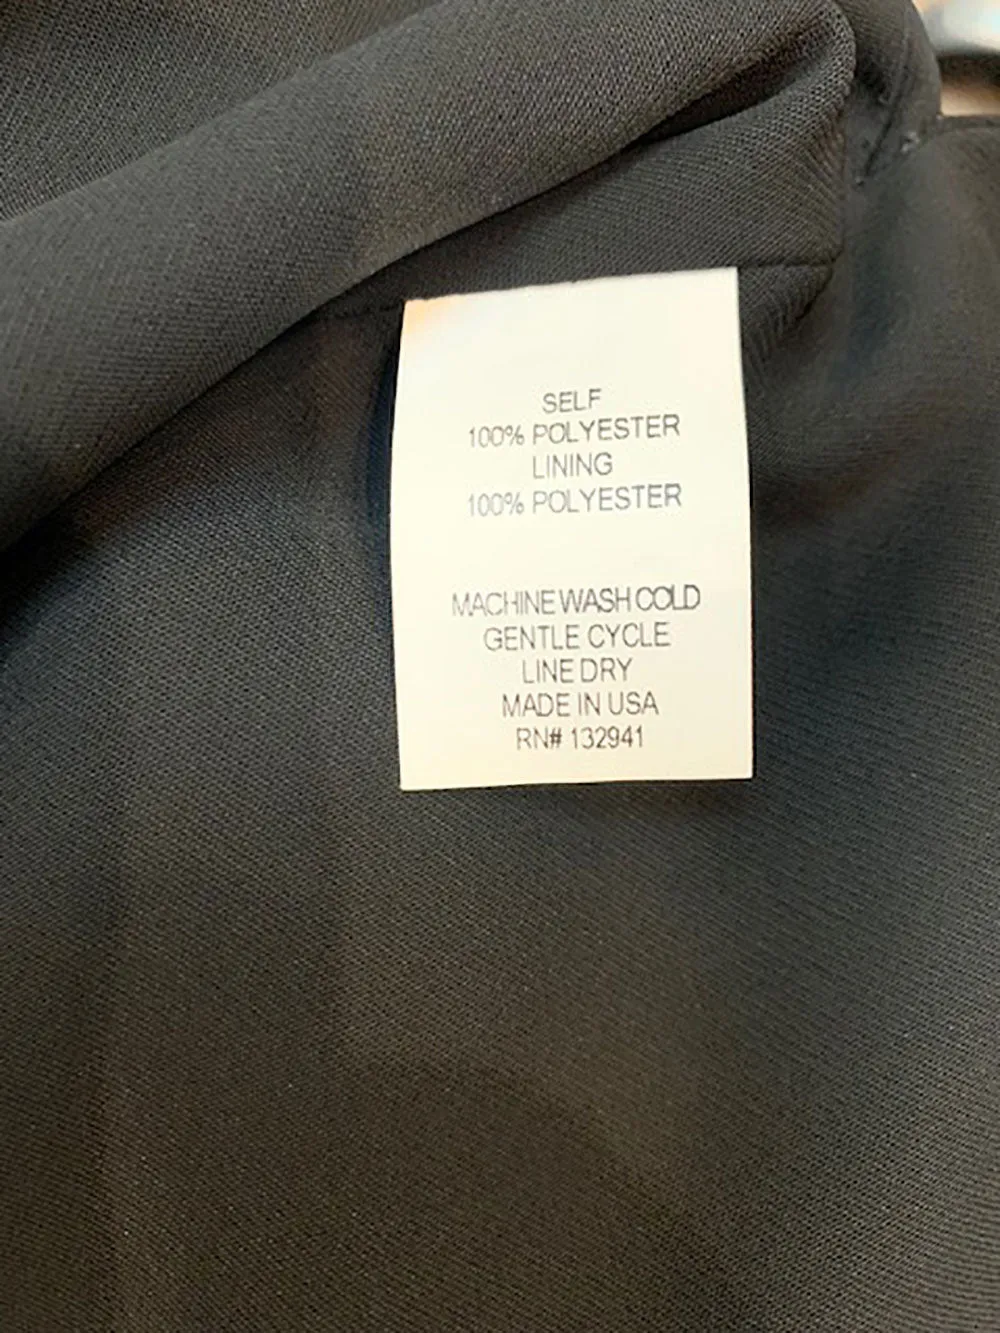 SELF
100% POLYESTER
LINING
100% POLYESTER
MACHINE WASH COLD
GENTLE CYCLE
LINE DRY
MADE IN USA
RN# 132941